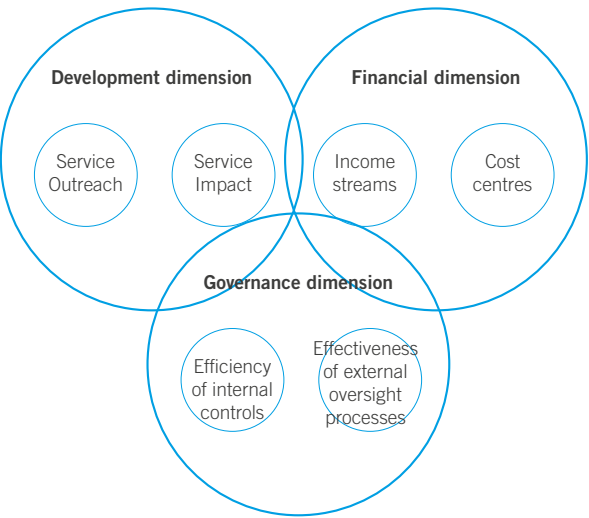 Development dimension
Financial dimension
Service
Outreach
Service
Impact
Income
streams
Cost
centres
Governance dimension
Efficiency
of internal
controls
Effectiveness
of external
oversight
processes